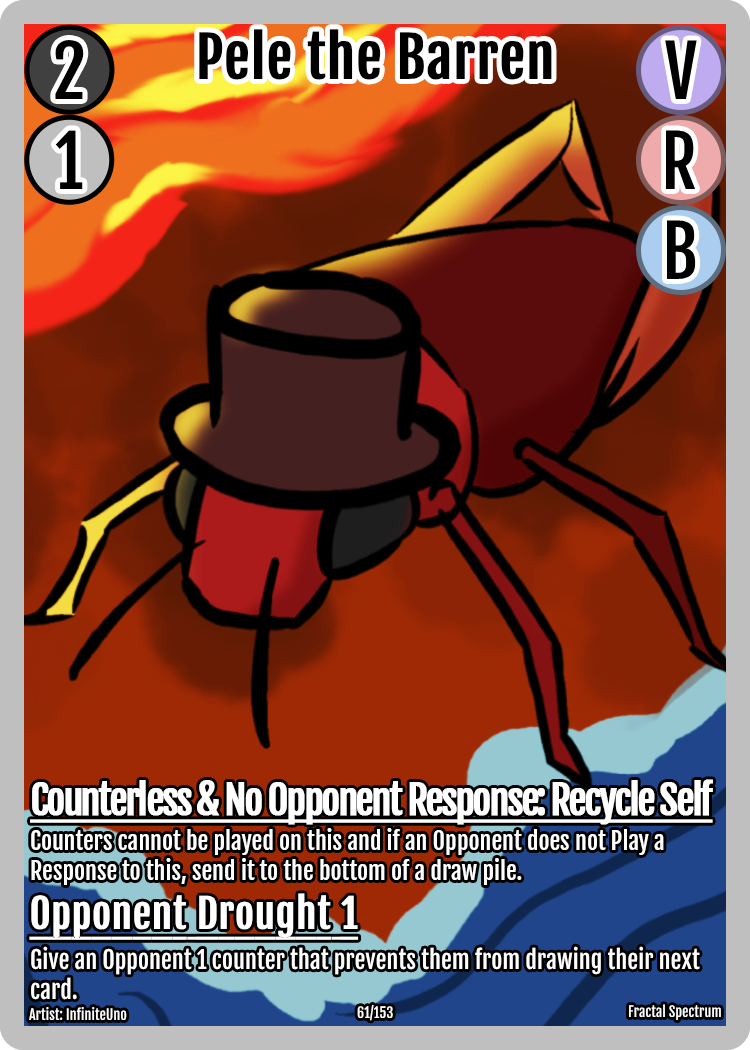 2
Pele the Barren
V
1
R
B
Counterless & No Opponent Response: Recycle Self
Counters cannot be played on this and if an Opponent does not Play a
Response to this, send it to the bottom of a draw pile.
Opponent Drought 1
Give an Opponent 1 counter that prevents them from drawing their next
card.
Artist: InfiniteUno
61/153
Fractal Spectrum